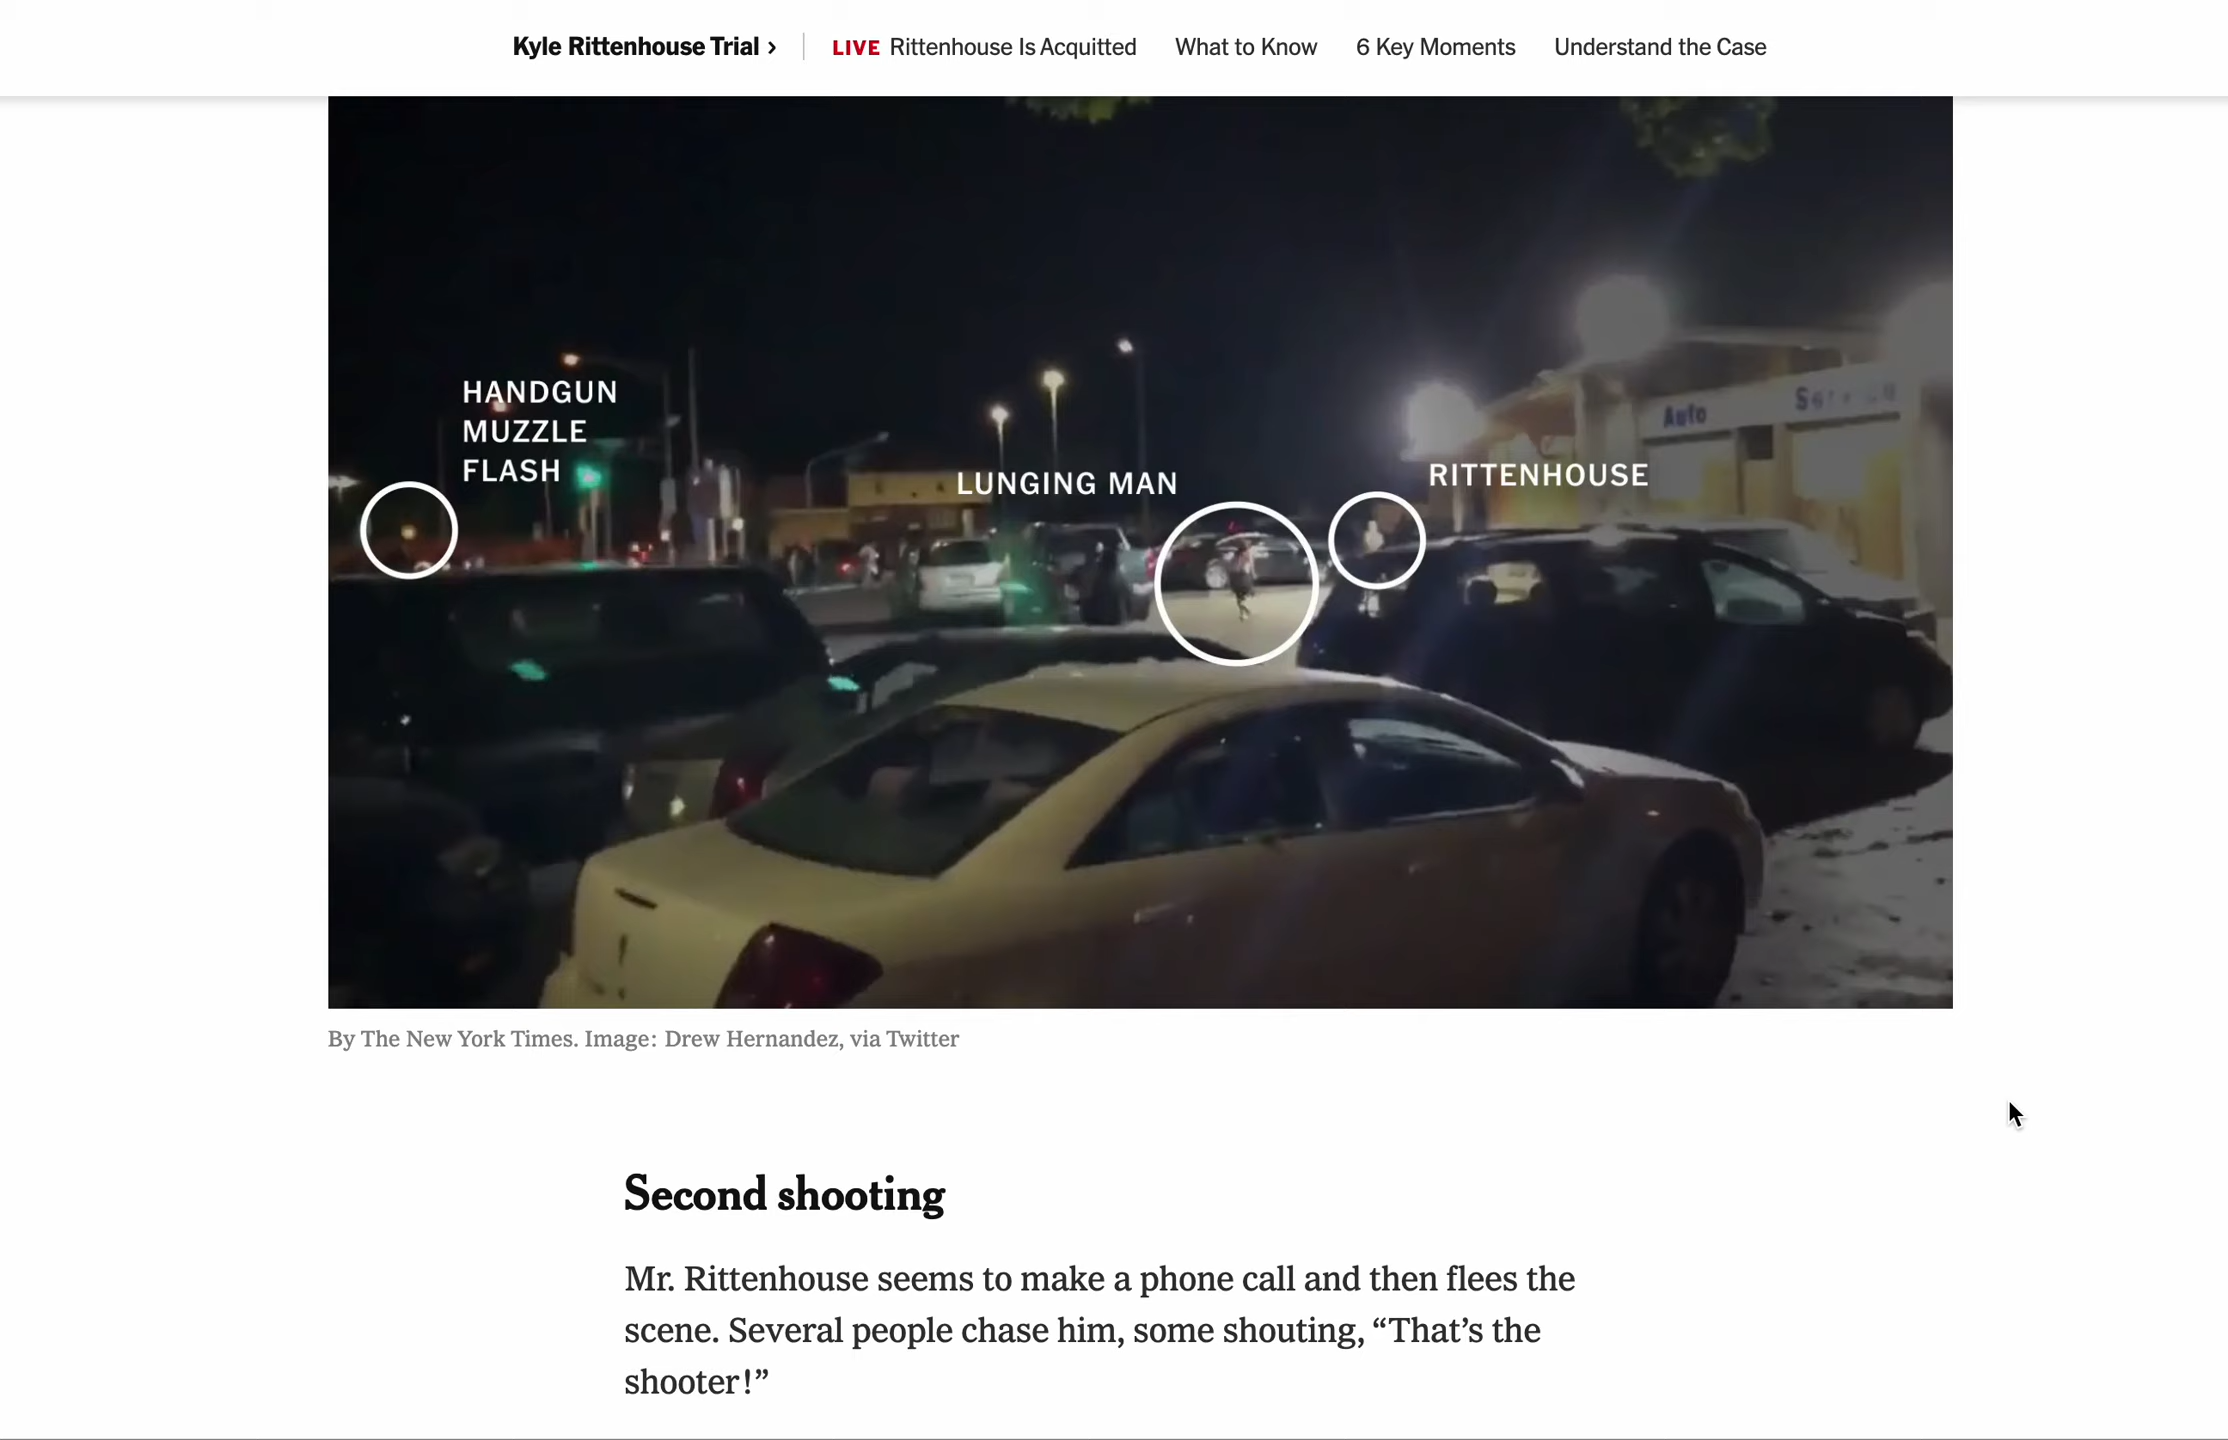 Kyle Rittenhouse Trial ›
LIVE Rittenhouse Is Acquitted What to Know 6 Key Moments Understand the Case
HANDGUN
MUZZLE
FLASH
LUNGING MAN
RITTENHOUSE
Auto Service
By The New York Times. Image: Drew Hernandez, via Twitter
Second shooting
Mr. Rittenhouse seems to make a phone call and then flees the
scene. Several people chase him, some shouting, “That’s the
shooter!”